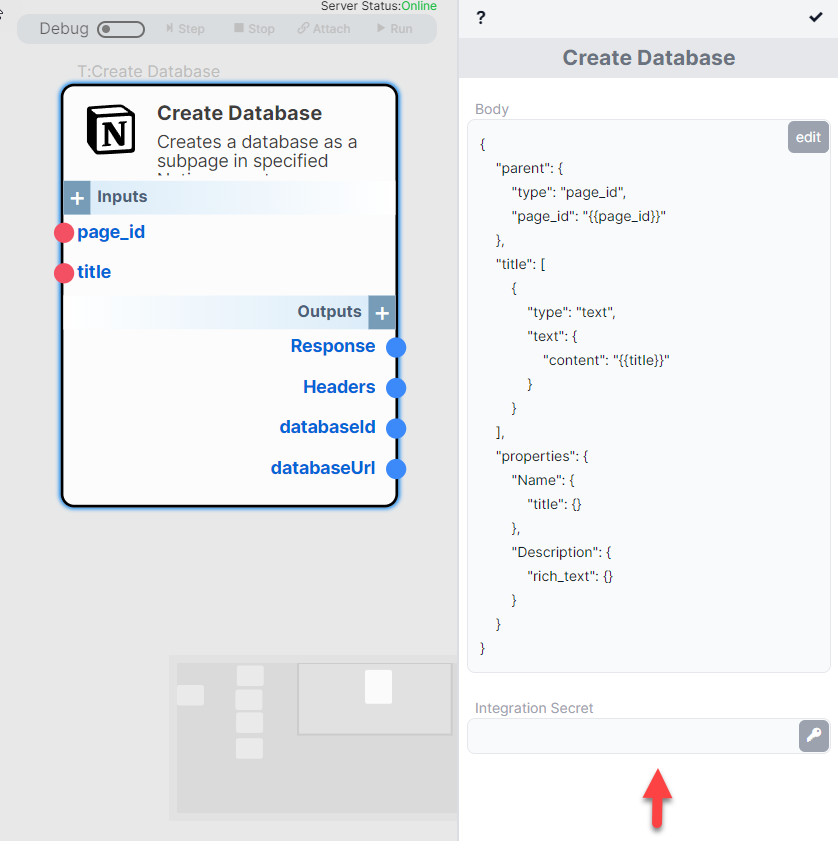 Server Status:Online
Debug
Step
Stop
Attach
Run
T:Create Database
N
Create Database
Creates a database as a
subpage in specified
Inputs
page_id
title
Outputs
Response
Headers
databaseId
databaseUrl
?
Create Database
Body
edit
{
"parent": {
"type": "page_id",
"page_id": "{{page_id}}"
},
"title": [
{
"type": "text",
"text": {
"content": "{{title}}"
}
}
],
"properties": {
"Name": {
"title": {}
},
"Description": {
"rich_text": {}
}
}
}
Integration Secret